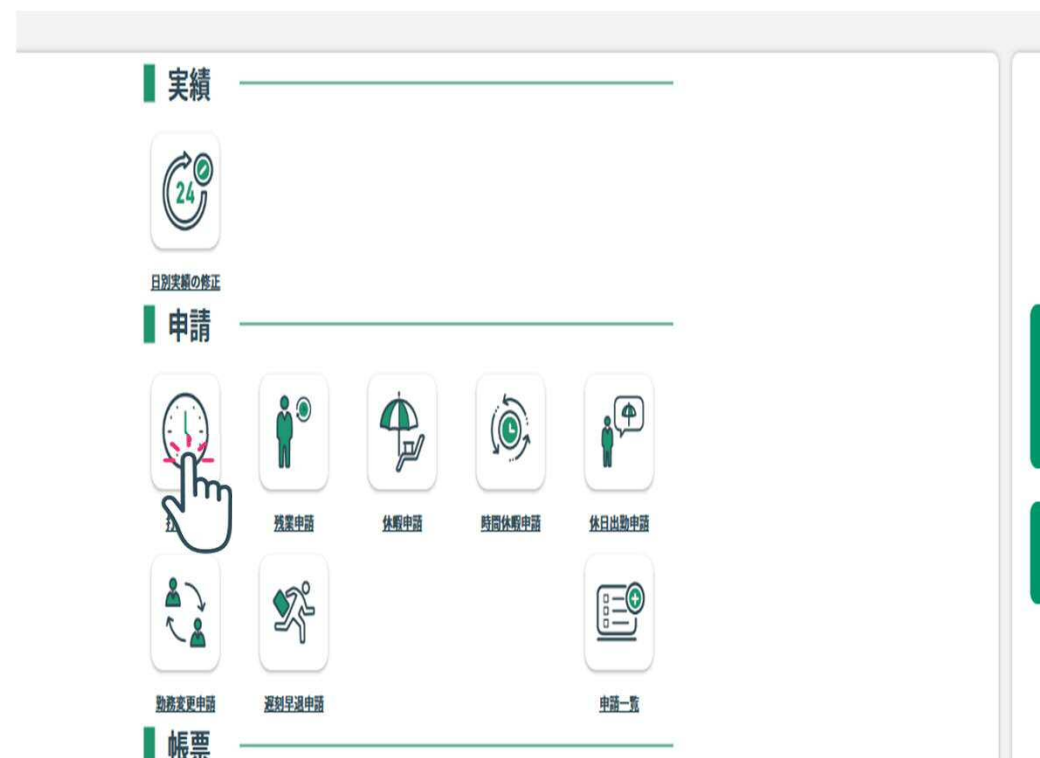 実績
24
日別実績の修正
申請
残業申請
休暇申請
時間休暇申請
休日出勤申請
勤務変更申請
遅刻早退申請
申請一覧
帳票